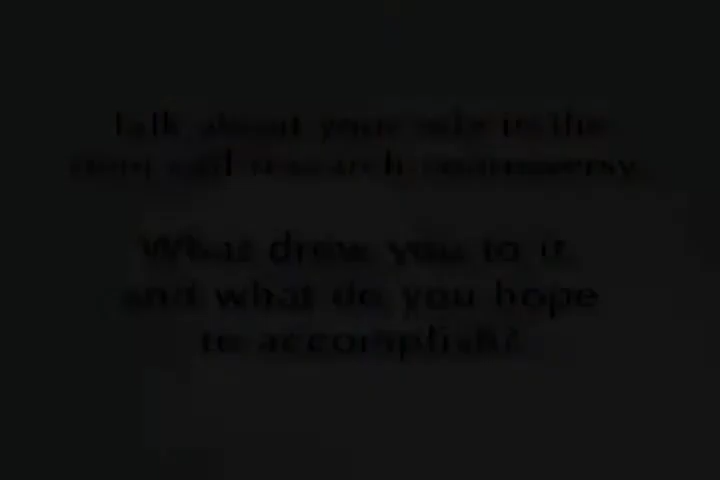 Talk about your role in the
stem cell research controversy.
What drew you to it,
and what do you hope
to accomplish?